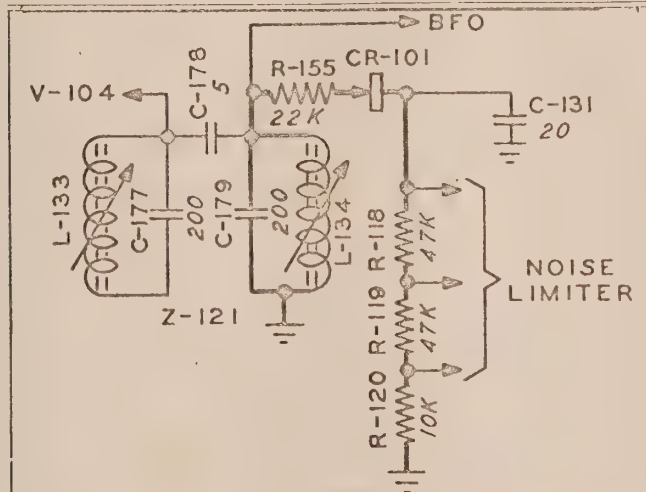 BFO
CR-101
R-155
22K
V-104
C-178
5
C-131
20
L-133
C-177
200
C-179
200
L-134
R-118
47K
R-119
47K
R-120
10K
NOISE
LIMITER
Z-121